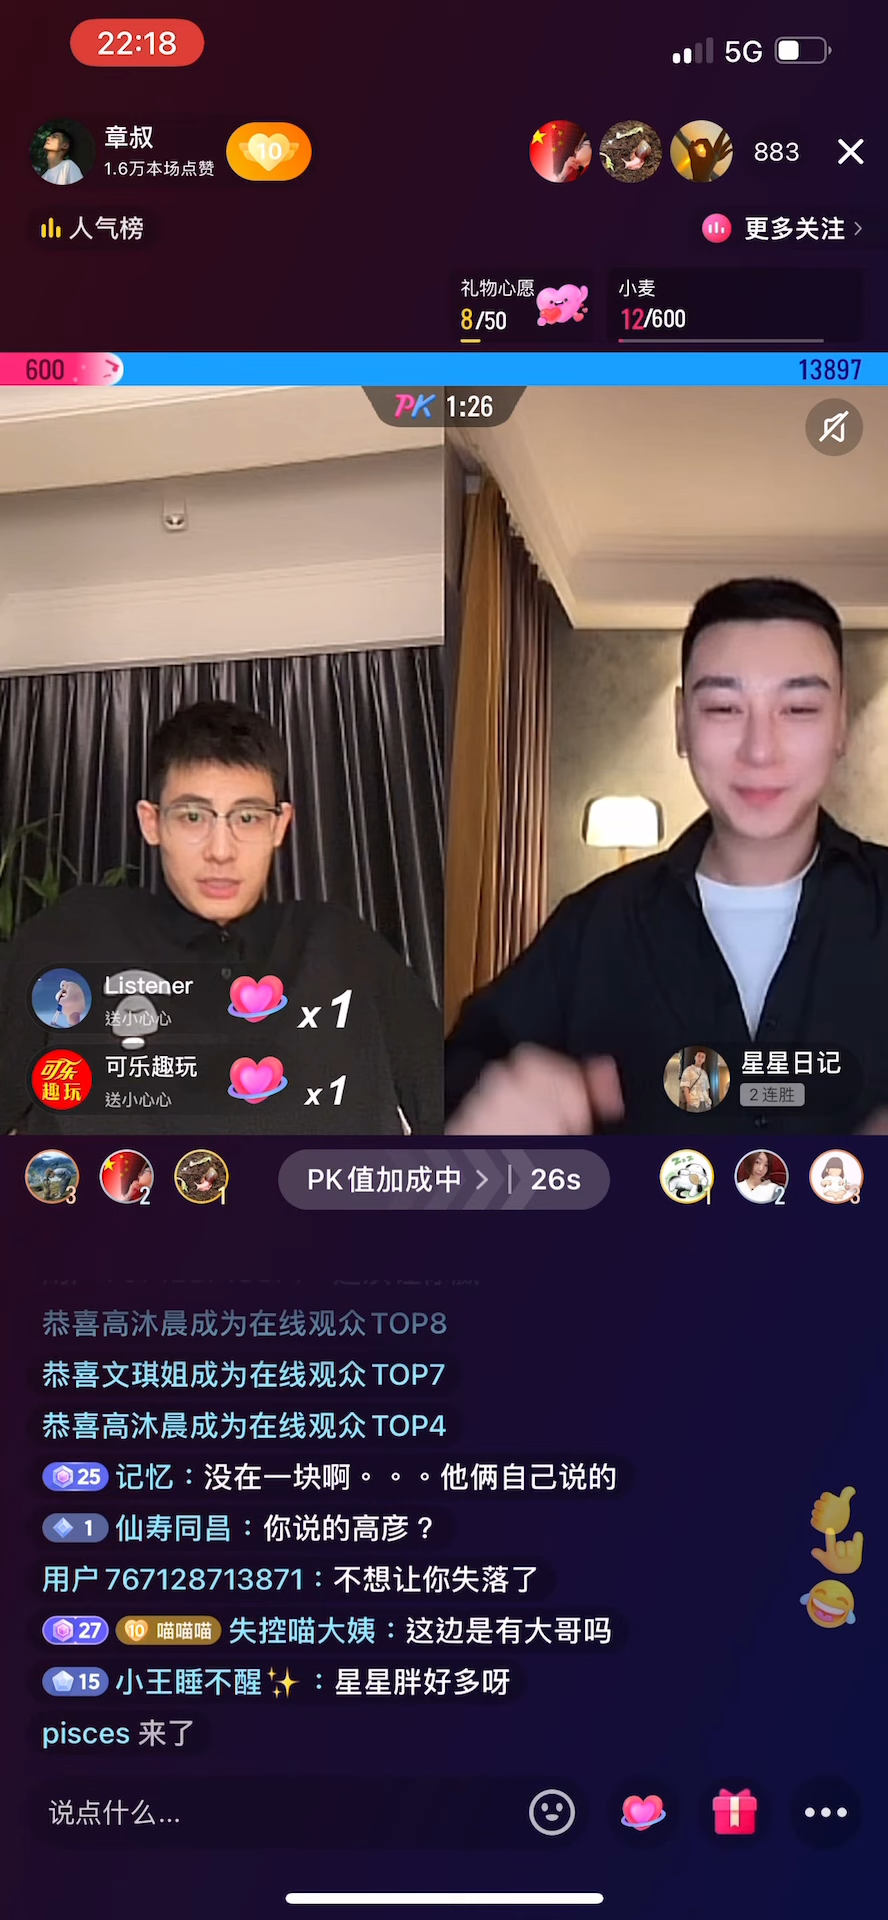 22:18
5G
章叔
1.6万本场点赞
10
883
人气榜
更多关注
礼物心愿
8/50
小麦
12/600
600
13897
PK 1:26
Listener
送小心心
x1
可乐趣玩
可乐趣玩
送小心心
x1
星星日记
2 连胜
3
2
1
PK值加成中 > | 26s
1
2
3
恭喜高沐晨成为在线观众TOP8
恭喜文琪姐成为在线观众TOP7
恭喜高沐晨成为在线观众TOP4
25 记忆：没在一块啊。。。他俩自己说的
1 仙寿同昌：你说的高彦？
用户767128713871：不想让你失落了
27 10 喵喵喵 失控喵大姨：这边是有大哥吗
15 小王睡不醒✨：星星胖好多呀
pisces 来了
说点什么...